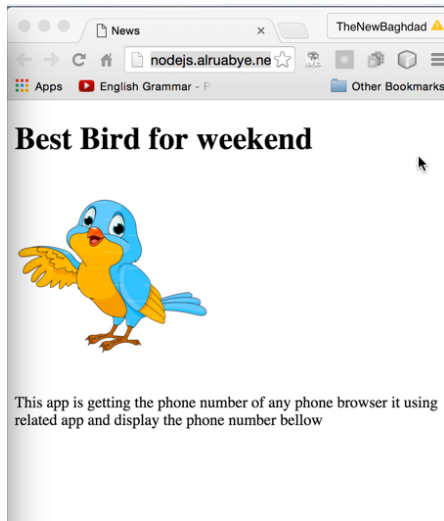 News
TheNewBaghdad
nodejs.alruabye.ne
Apps English Grammar - P Other Bookmarks
Best Bird for weekend
This app is getting the phone number of any phone browser it using
related app and display the phone number bellow